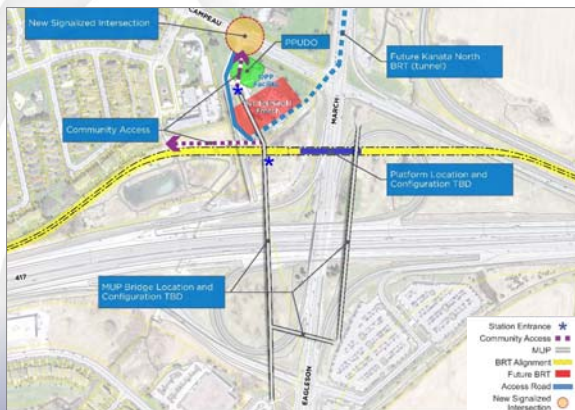 CAMPEAU
New Signalized Intersection
PPUDO
OPP
Facility
Future Kanata North
BRT (tunnel)
MARCH
Community Access
Platform Location and
Configuration TBD
417
MUP Bridge Location and
Configuration TBD
EAGLESON
Station Entrance
Community Access
MUP
BRT Alignment
Future BRT
Access Road
New Signalized
Intersection